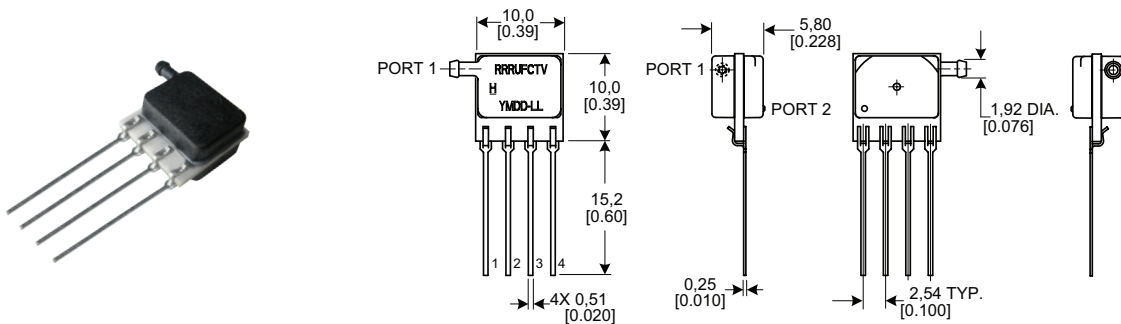 10,0
[0.39]
PORT 1
RRRUFCTV
H
YMDD-LL
10,0
[0.39]
15,2
[0.60]
1 2 3 4
4X 0,51
[0.020]
5,80
[0.228]
PORT 1
PORT 2
0,25
[0.010]
1,92 DIA.
[0.076]
2,54 TYP.
[0.100]